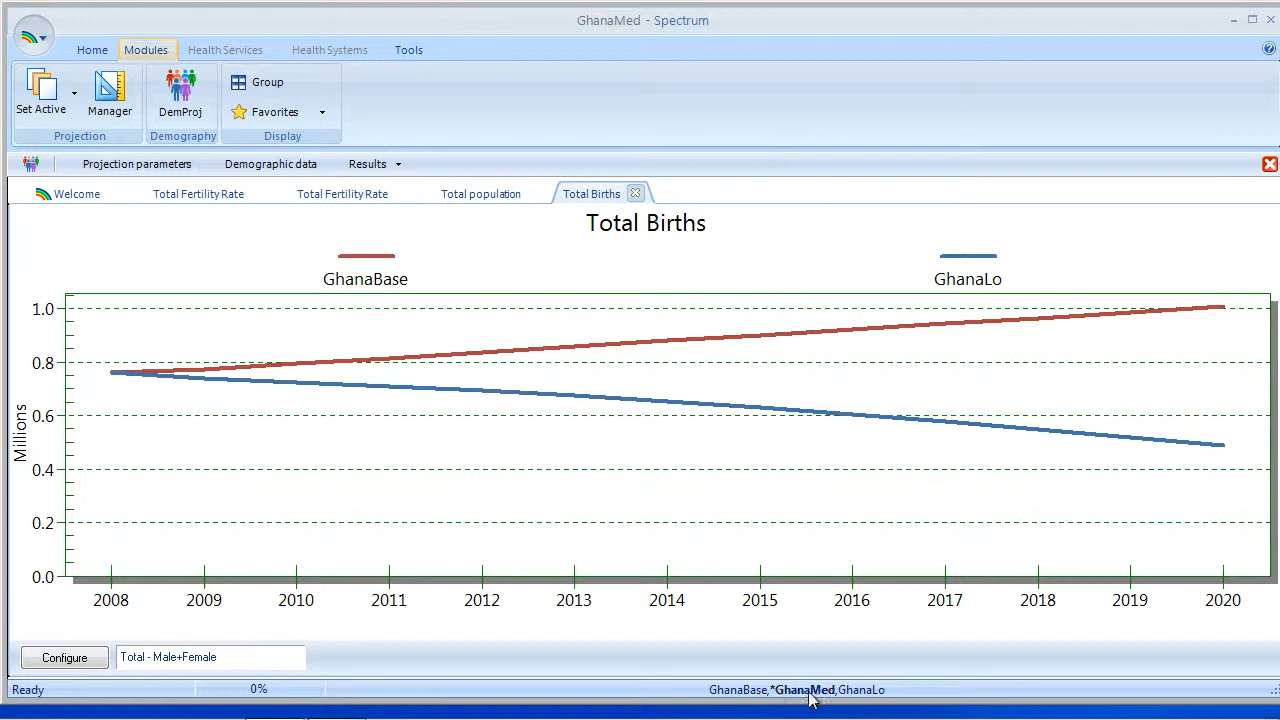 GhanaMed - Spectrum
Home Modules Health Services Health Systems Tools
Set Active Manager DemProj Group Favorites
Projection Demography Display
Projection parameters Demographic data Results
Welcome Total Fertility Rate Total Fertility Rate Total population Total Births
Total Births
GhanaBase GhanaLo
Millions
1.0
0.8
0.6
0.4
0.2
0.0
2008 2009 2010 2011 2012 2013 2014 2015 2016 2017 2018 2019 2020
Configure Total - Male+Female
Ready 0% GhanaBase,*GhanaMed,GhanaLo